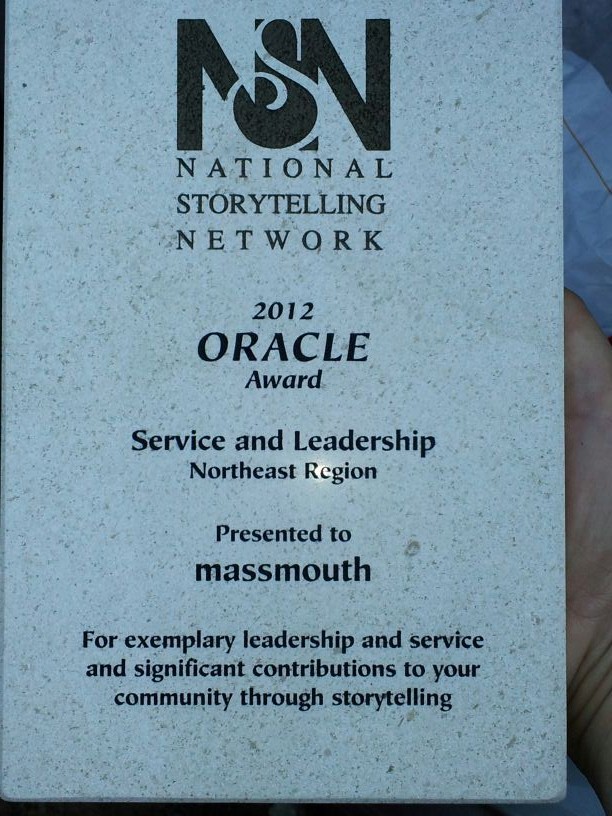 NSN
NATIONAL
STORYTELLING
NETWORK
2012
ORACLE
Award
Service and Leadership
Northeast Region
Presented to
massmouth
For exemplary leadership and service
and significant contributions to your
community through storytelling